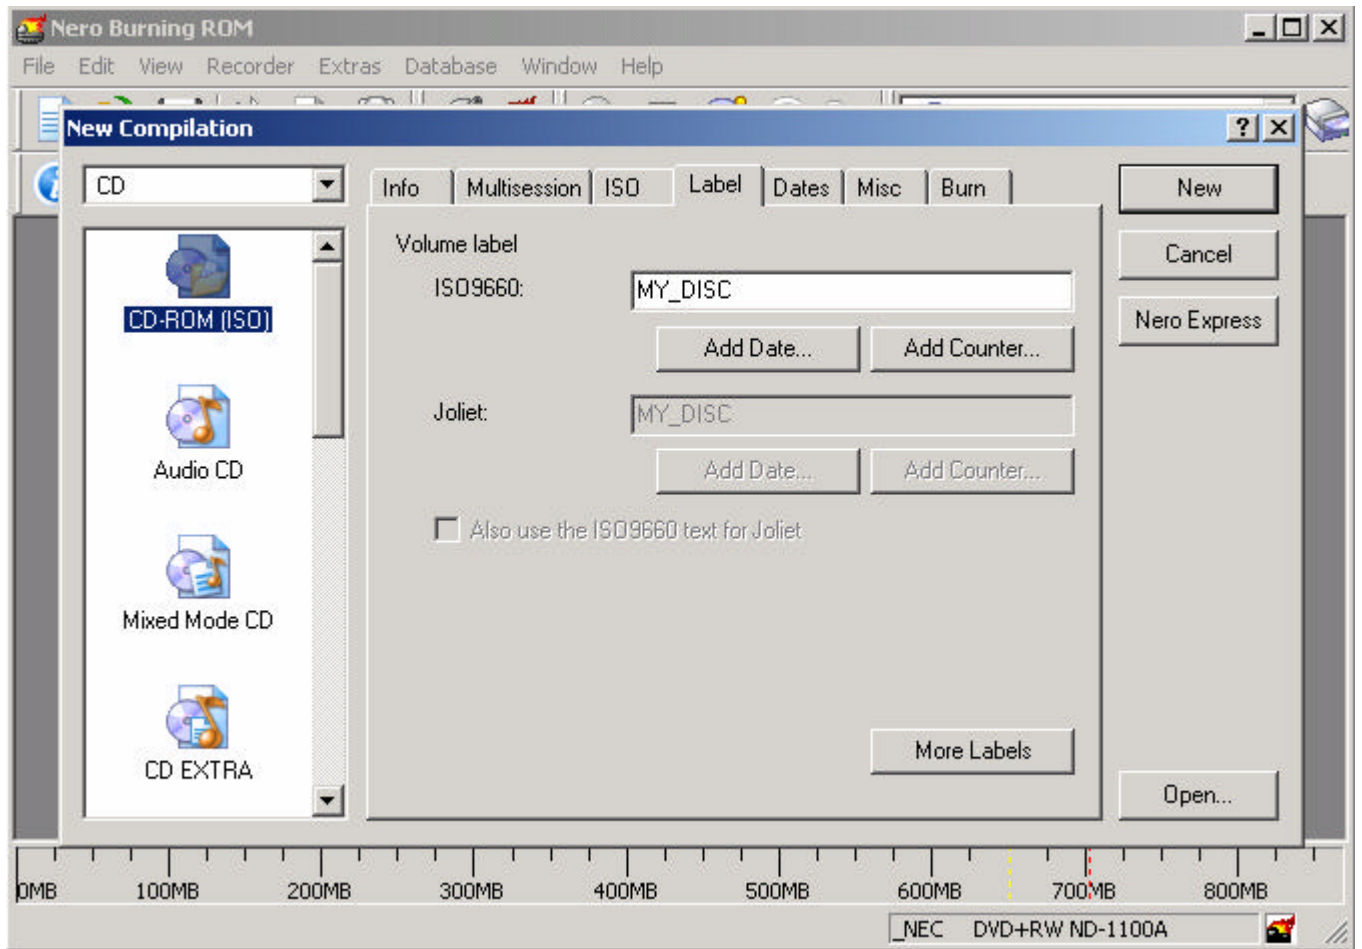 Nero Burning ROM
File Edit View Recorder Extras Database Window Help
New Compilation
CD
CD-ROM (ISO)
Audio CD
Mixed Mode CD
CD EXTRA
Info Multisession ISO Label Dates Misc Burn
Volume label
ISO9660: MY_DISC
Add Date... Add Counter...
Joliet: MY_DISC
Add Date... Add Counter...
Also use the ISO9660 text for Joliet
More Labels
New
Cancel
Nero Express
Open...
0MB 100MB 200MB 300MB 400MB 500MB 600MB 700MB 800MB
_NEC DVD+RW ND-1100A